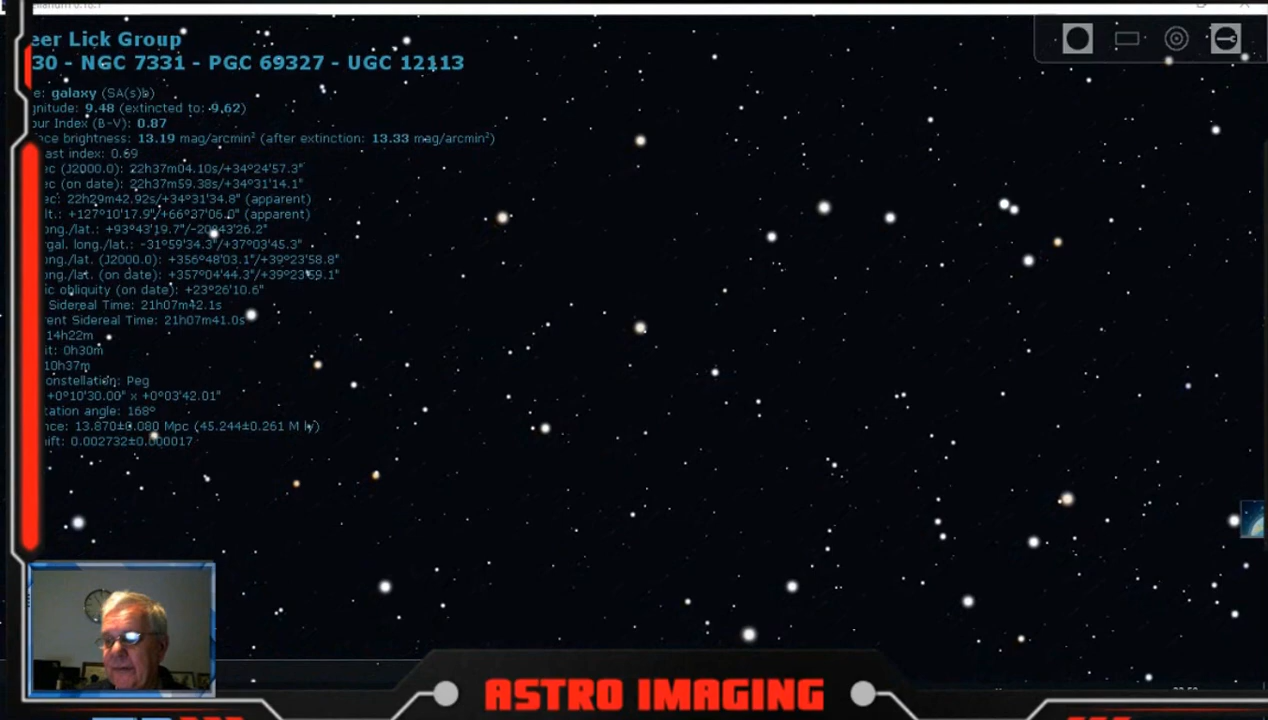 eer Lick Group
30 - NGC 7331 - PGC 69327 - UGC 12113
e: galaxy (SA(s)b)
gnitude: 9.48 (extincted to: 9.62)
our Index (B-V): 0.87
ace brightness: 13.19 mag/arcmin² (after extinction: 13.33 mag/arcmin²)
ast index: 0.69
ec (J2000.0): 22h37m04.10s/+34°24'57.3"
ec (on date): 22h37m59.38s/+34°31'14.1"
ec: 22h29m42.92s/+34°31'34.8" (apparent)
lt.: +127°10'17.9"/+66°37'06.0" (apparent)
ong./lat.: +93°43'19.7"/-20°43'26.2"
rgal. long./lat.: -31°59'34.3"/+37°03'45.3"
ong./lat. (J2000.0): +356°48'03.1"/+39°23'58.8"
ong./lat. (on date): +357°04'44.3"/+39°23'59.1"
ic obliquity (on date): +23°26'10.6"
Sidereal Time: 21h07m42.1s
rent Sidereal Time: 21h07m41.0s
14h22m
it: 0h30m
10h37m
onstellation: Peg
+0°10'30.00" x +0°03'42.01"
tation angle: 168°
nce: 13.870±0.080 Mpc (45.244±0.261 M ly)
hift: 0.002732±0.000017
ASTRO IMAGING